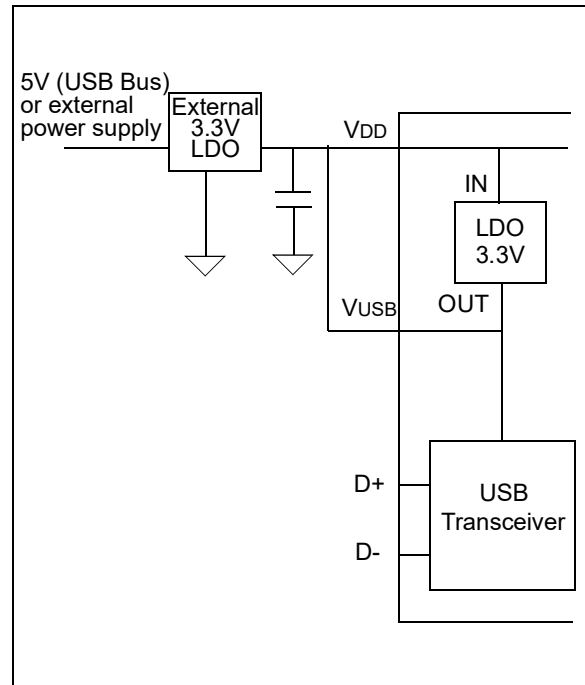 5V (USB Bus)
or external
power supply
External
3.3V
LDO
VDD
IN
LDO
3.3V
OUT
VUSB
D+
D-
USB
Transceiver